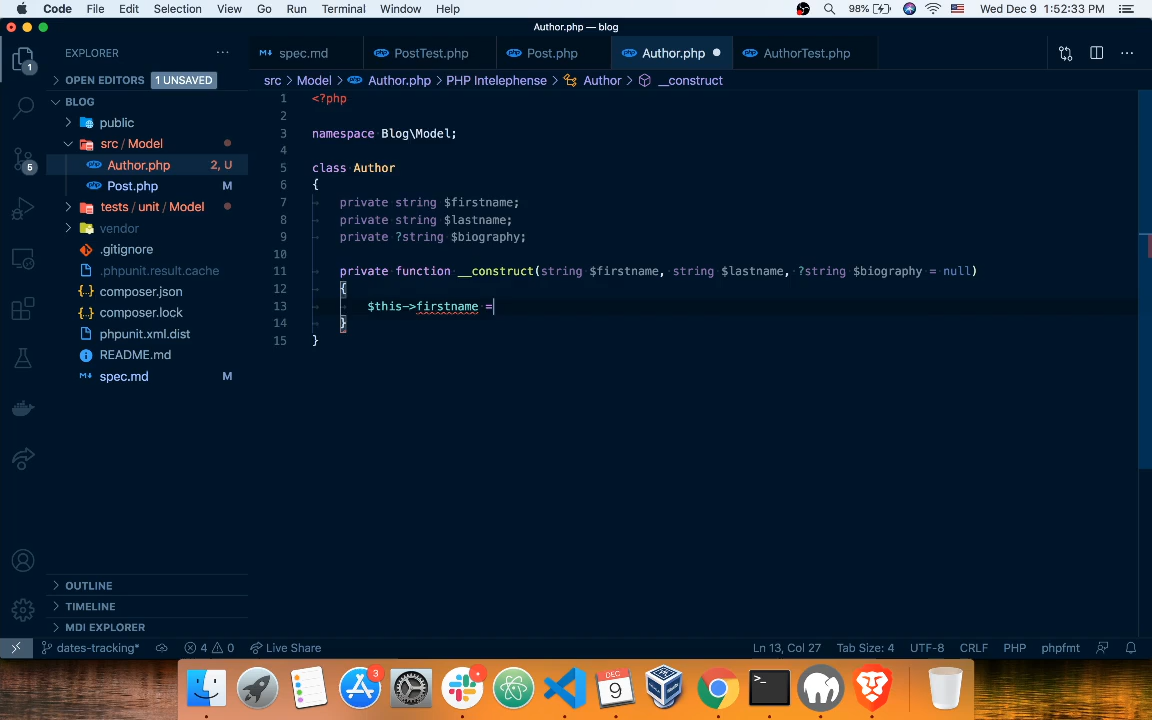 Code File Edit Selection View Go Run Terminal Window Help 98% Wed Dec 9 1:52:33 PM
Author.php — blog
EXPLORER ...
spec.md PostTest.php Post.php Author.php AuthorTest.php ...
OPEN EDITORS 1 UNSAVED
src > Model > Author.php > PHP Intelephense > Author > __construct
BLOG
public
src / Model
Author.php 2, U
Post.php M
tests / unit / Model
vendor
.gitignore
.phpunit.result.cache
composer.json
composer.lock
phpunit.xml.dist
README.md
spec.md M
OUTLINE
TIMELINE
MDI EXPLORER
1
6
1 <?php
2
3 namespace Blog\Model;
4
5 class Author
6 {
7 private string $firstname;
8 private string $lastname;
9 private ?string $biography;
10
11 private function __construct(string $firstname, string $lastname, ?string $biography = null)
12 {
13 $this->firstname =
14 }
15 }
dates-tracking* 4 0 Live Share Ln 13, Col 27 Tab Size: 4 UTF-8 CRLF PHP phpfmt
3
DEC
9
>_